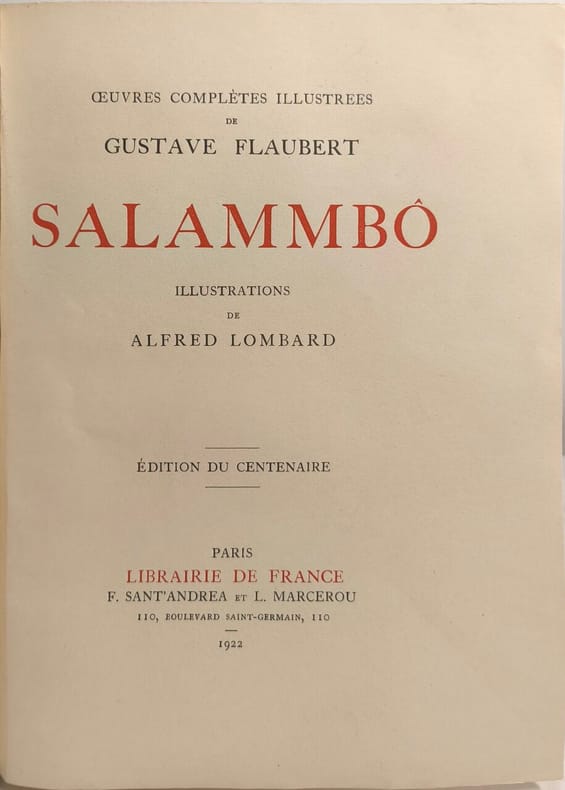 ŒUVRES COMPLÈTES ILLUSTREES
DE
GUSTAVE FLAUBERT
SALAMMBÔ
ILLUSTRATIONS
DE
ALFRED LOMBARD
ÉDITION DU CENTENAIRE
PARIS
LIBRAIRIE DE FRANCE
F. SANT'ANDREA ET L. MARCEROU
110, BOULEVARD SAINT-GERMAIN, 110
1922